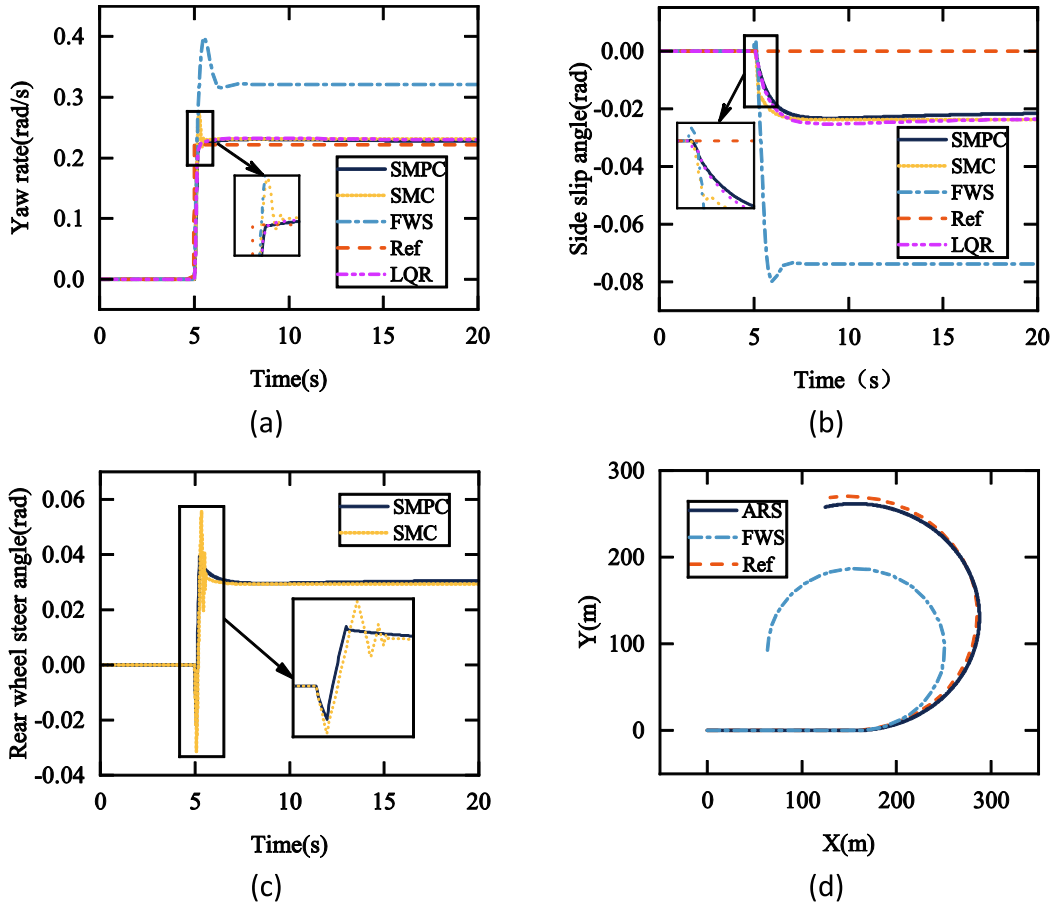 Yaw rate(rad/s)
0.4
0.3
0.2
0.1
0.0
SMPC
SMC
FWS
Ref
LQR
0 5 10 15 20
Time(s)
(a)
Side slip angle(rad)
0.00
-0.02
-0.04
-0.06
-0.08
SMPC
SMC
FWS
Ref
LQR
0 5 10 15 20
Time（s）
(b)
Rear wheel steer angle(rad)
0.06
0.04
0.02
0.00
-0.02
-0.04
SMPC
SMC
0 5 10 15 20
Time(s)
(c)
Y(m)
300
200
100
0
ARS
FWS
Ref
0 100 200 300
X(m)
(d)